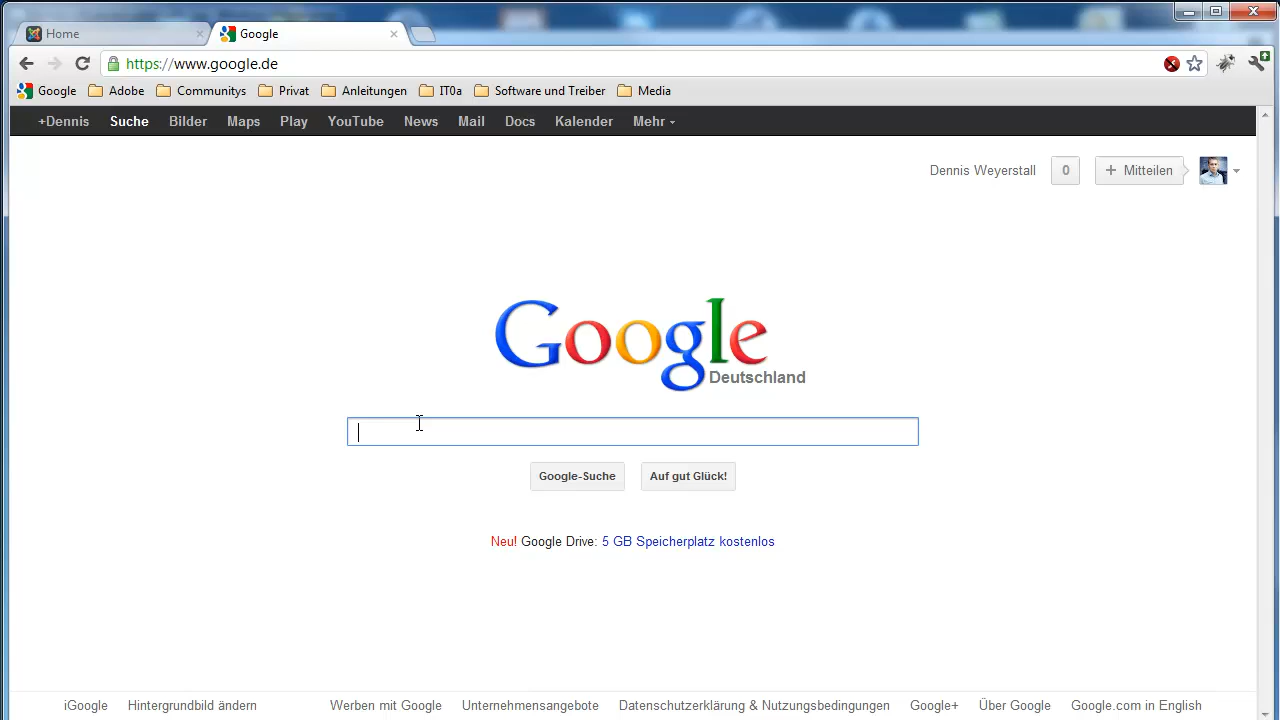 Home Google
https://www.google.de
Google Adobe Communitys Privat Anleitungen IT0a Software und Treiber Media
+Dennis Suche Bilder Maps Play YouTube News Mail Docs Kalender Mehr
Dennis Weyerstall 0 + Mitteilen
Google
Deutschland
Google-Suche Auf gut Glück!
Neu! Google Drive: 5 GB Speicherplatz kostenlos
iGoogle Hintergrundbild ändern Werben mit Google Unternehmensangebote Datenschutzerklärung & Nutzungsbedingungen Google+ Über Google Google.com in English